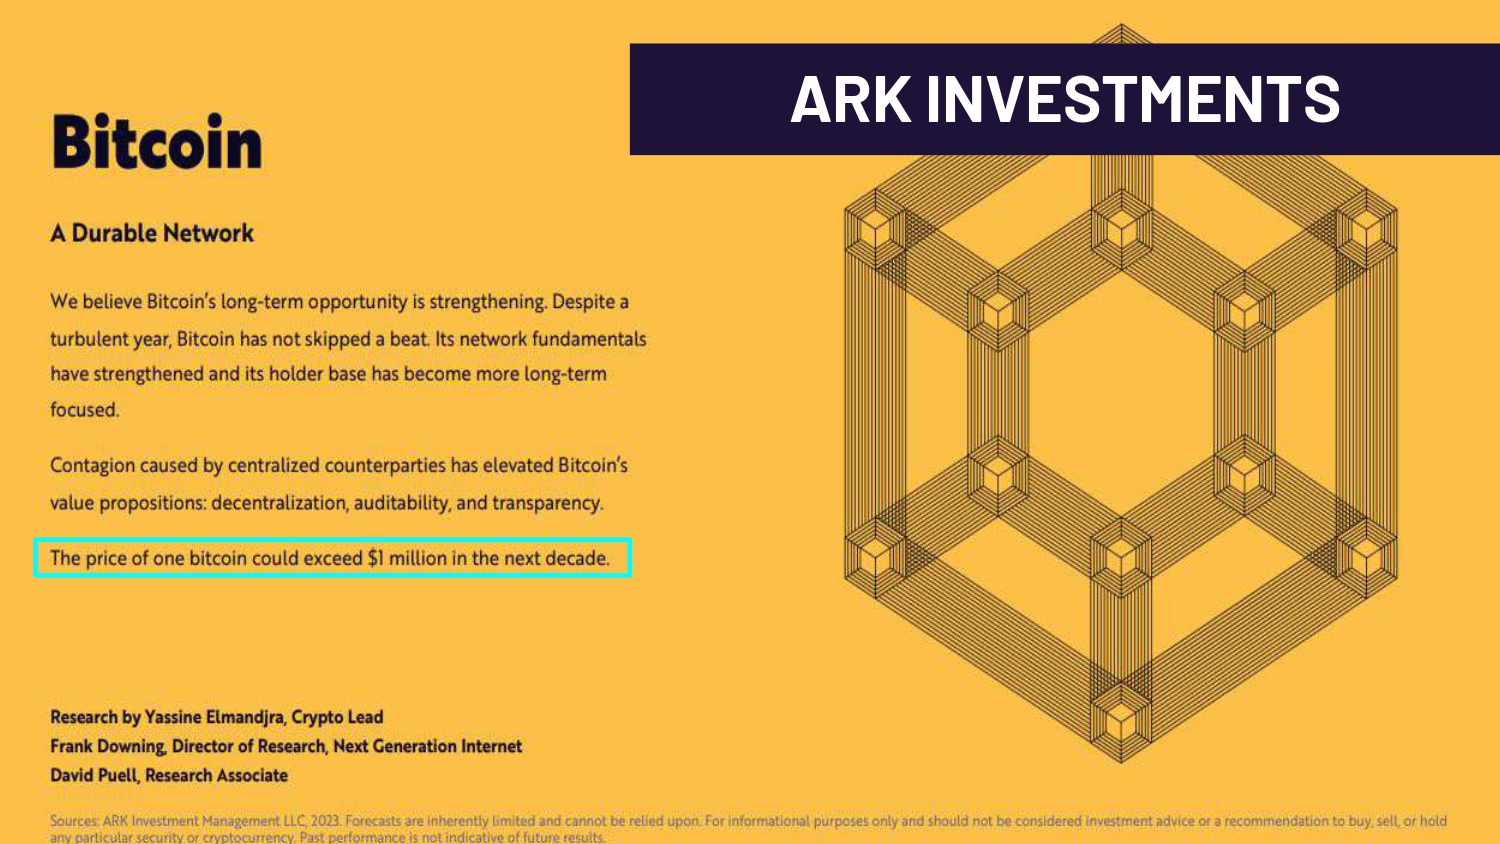 ARK INVESTMENTS
Bitcoin
A Durable Network
We believe Bitcoin's long-term opportunity is strengthening. Despite a
turbulent year, Bitcoin has not skipped a beat. Its network fundamentals
have strengthened and its holder base has become more long-term
focused.
Contagion caused by centralized counterparties has elevated Bitcoin's
value propositions: decentralization, auditability, and transparency.
The price of one bitcoin could exceed $1 million in the next decade.
Research by Yassine Elmandjra, Crypto Lead
Frank Downing, Director of Research, Next Generation Internet
David Puell, Research Associate
Sources: ARK Investment Management LLC, 2023. Forecasts are inherently limited and cannot be relied upon. For informational purposes only and should not be considered investment advice or a recommendation to buy, sell, or hold
any particular security or cryptocurrency. Past performance is not indicative of future results.